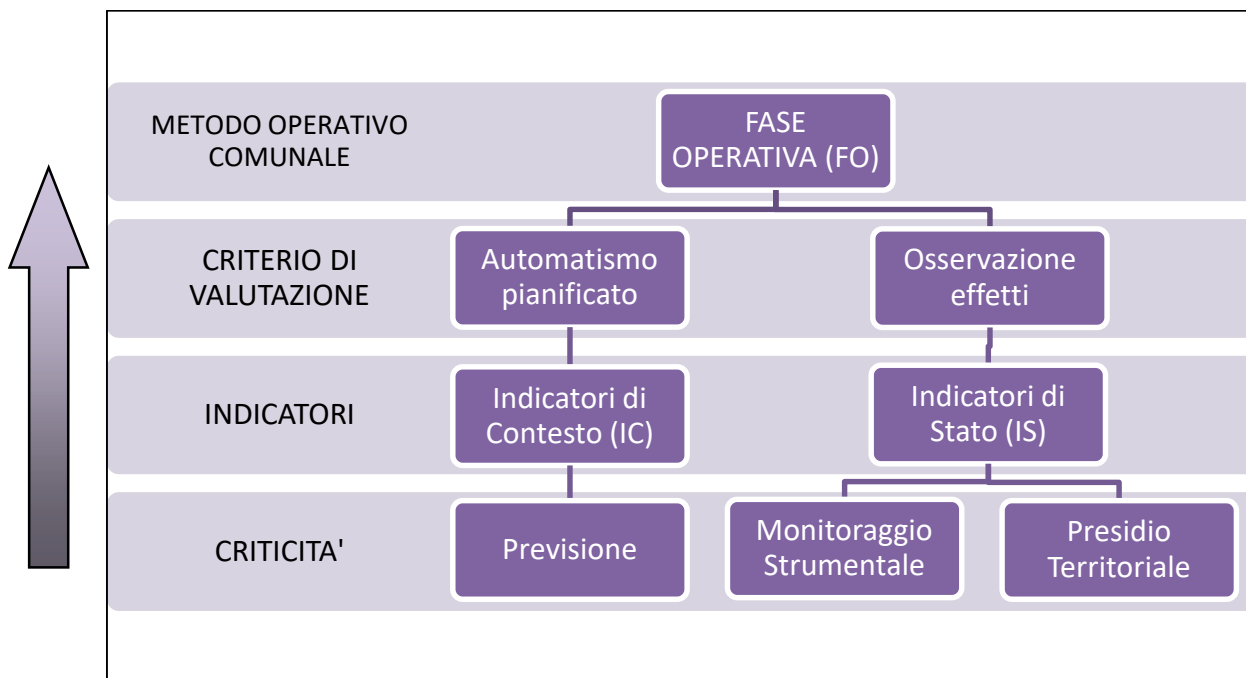 METODO OPERATIVO
COMUNALE
FASE
OPERATIVA (FO)
CRITERIO DI
VALUTAZIONE
Automatismo
pianificato
Osservazione
effetti
INDICATORI
Indicatori di
Contesto (IC)
Indicatori di
Stato (IS)
CRITICITA'
Previsione
Monitoraggio
Strumentale
Presidio
Territoriale